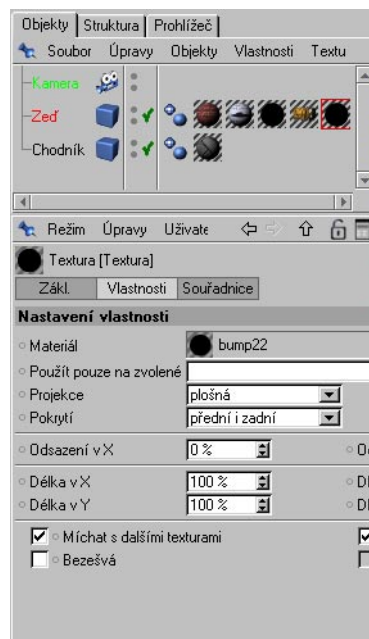 Objekty Struktura Prohlížeč
Soubor Úpravy Objekty Vlastnosti Textu
Kamera
Zeď
Chodník
Režim Úpravy Uživate
Textura [Textura]
Zákl. Vlastnosti Souřadnice
Nastavení vlastnosti
Materiál bump22
Použít pouze na zvolené
Projekce plošná
Pokrytí přední i zadní
Odsazení v X 0 %
Délka v X 100 %
Délka v Y 100 %
Míchat s dalšími texturami
Bezešvá